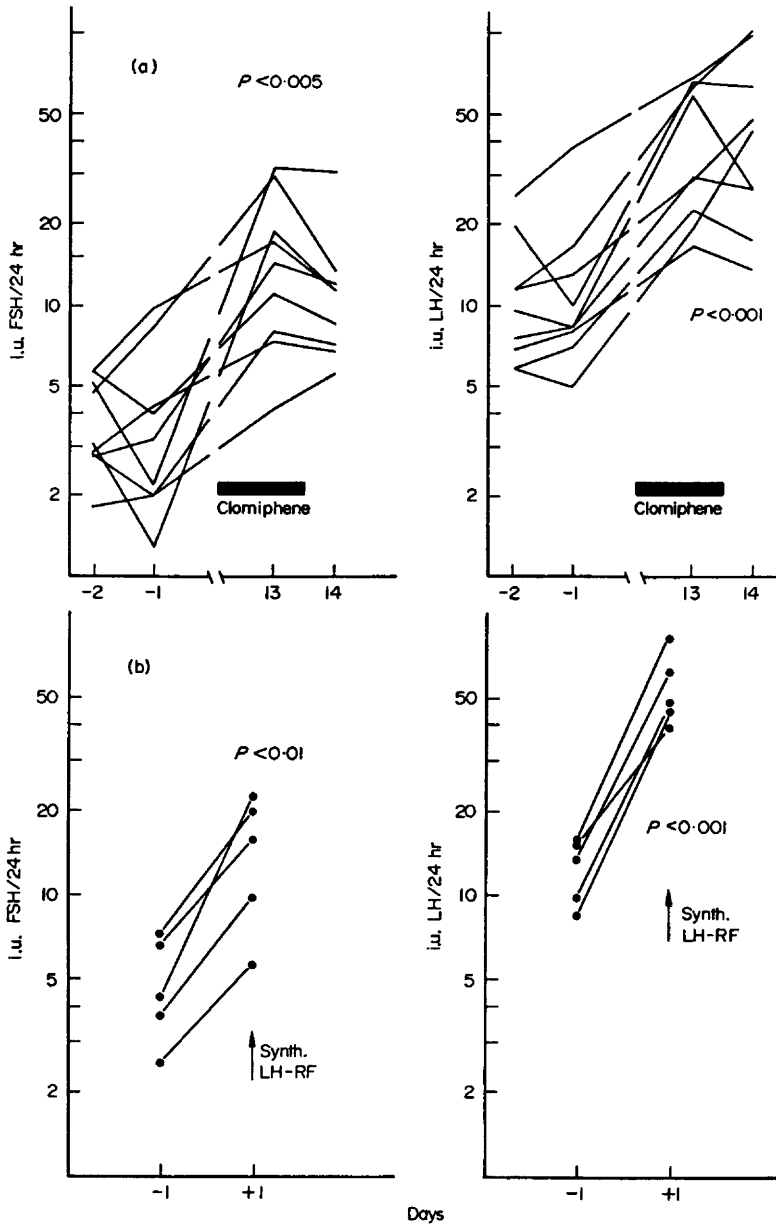 (a)
P<0·005
50
20
10
5
2
i.u. FSH/24 hr
Clomiphene
-2
-1
13
14
50
20
10
5
2
i.u. LH/24 hr
P<0·001
Clomiphene
-2
-1
13
14
(b)
P<0·01
50
20
10
5
2
i.u. FSH/24 hr
Synth.
LH-RF
-1
+1
50
20
10
5
2
i.u. LH/24 hr
P<0·001
Synth.
LH-RF
-1
+1
Days